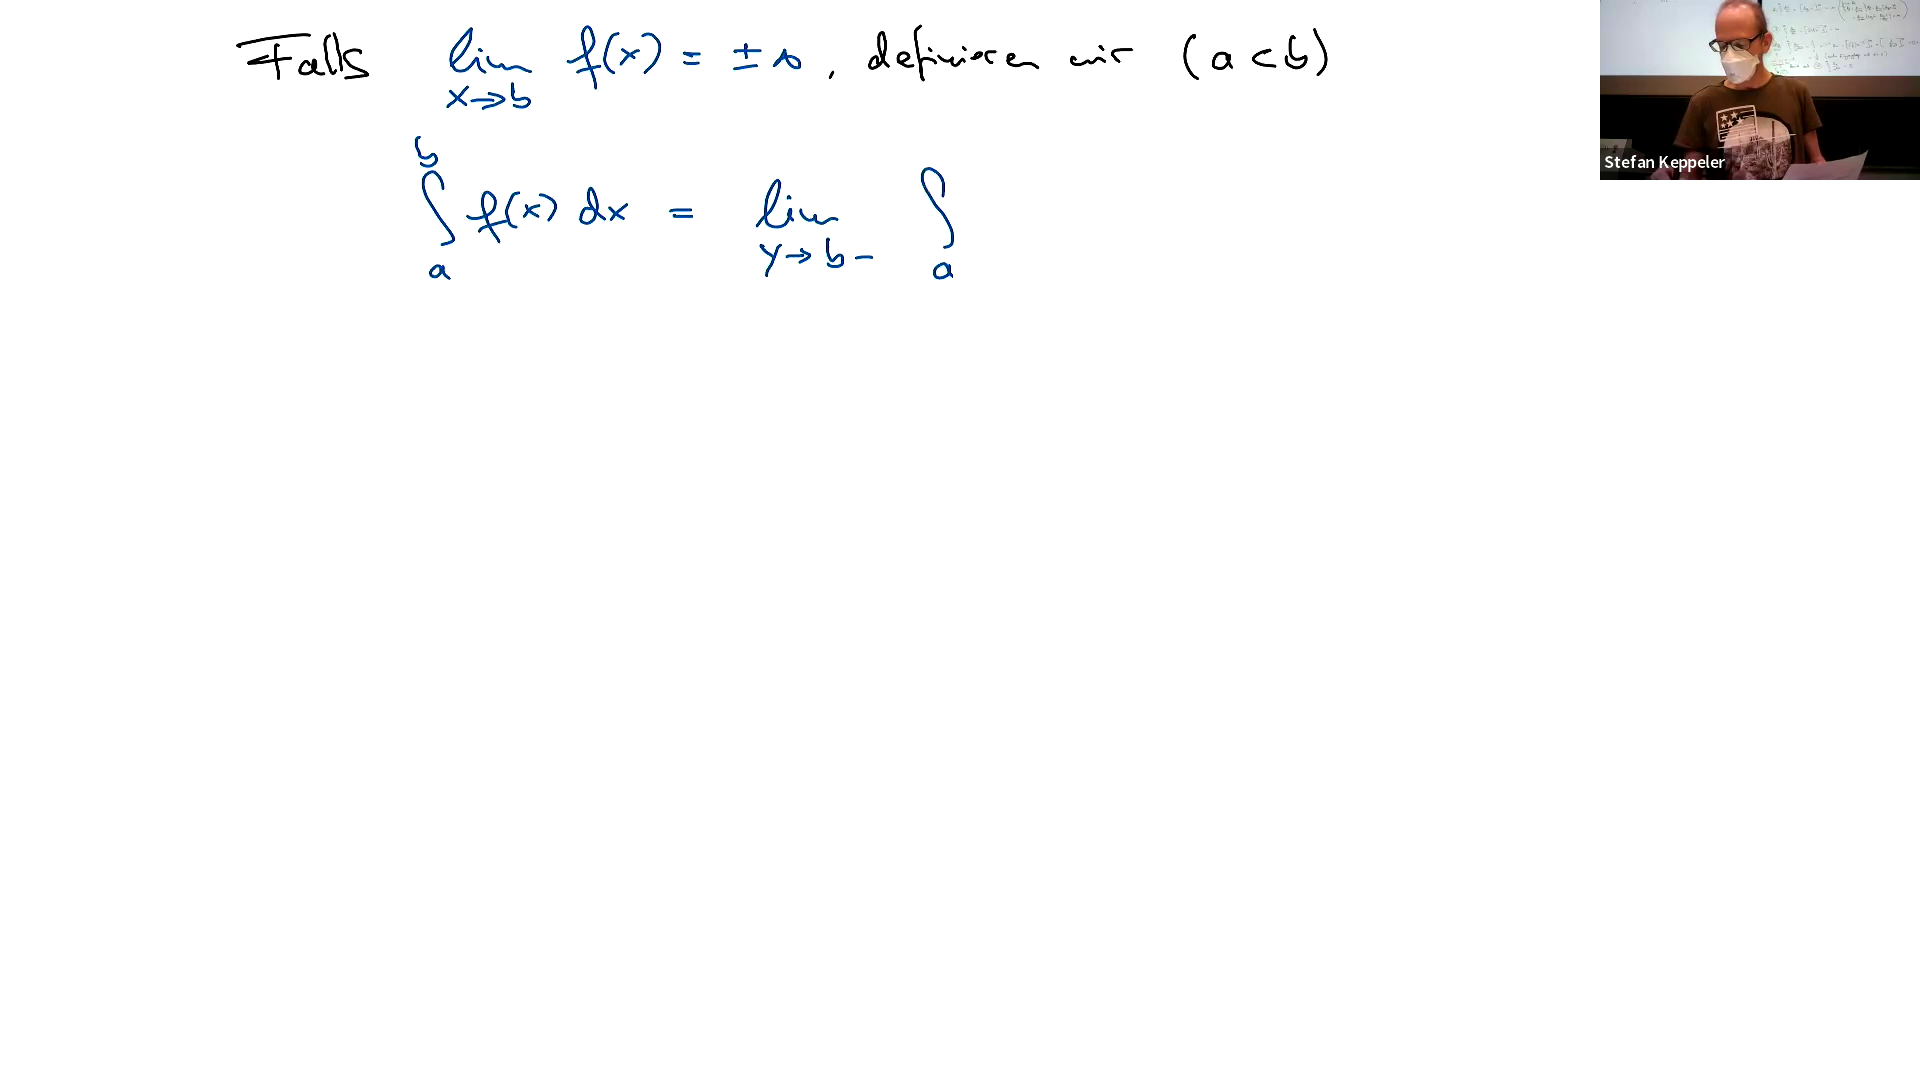 Falls lim f(x) = ±∞, definieren wir (a<b)
x→b
b
∫ f(x) dx = lim ∫
a y→b− a
Stefan Keppeler